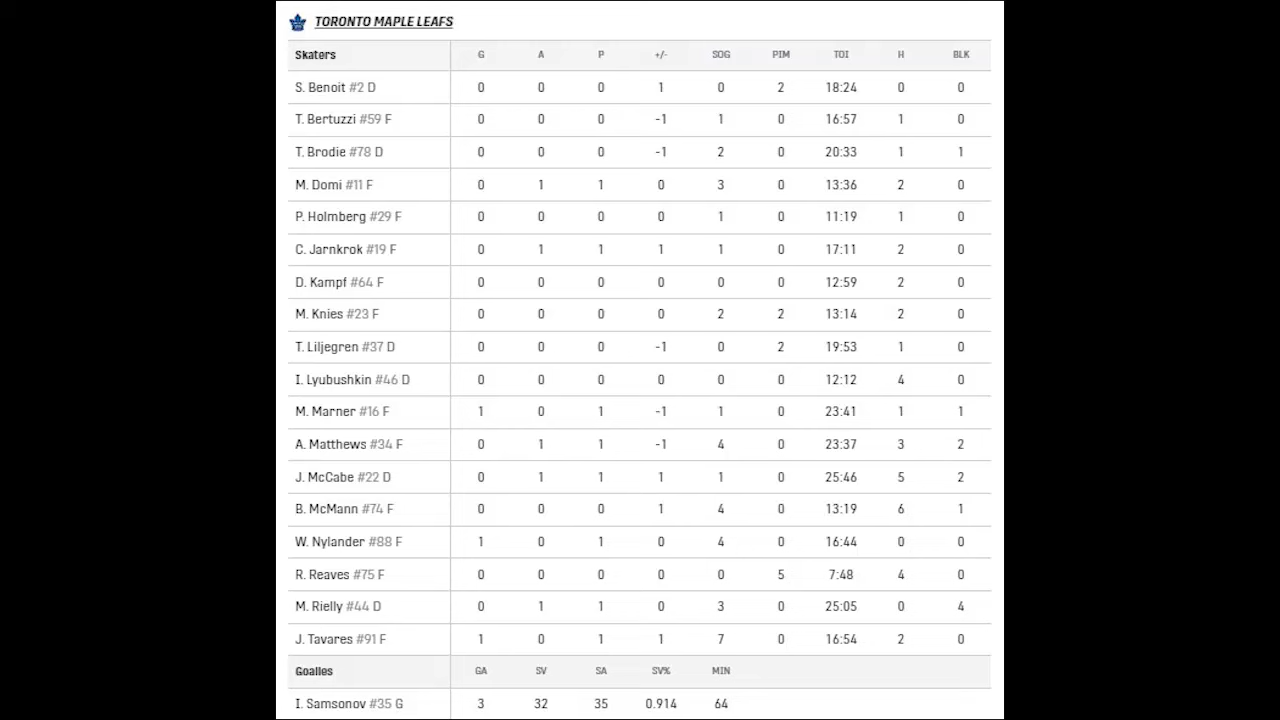 TORONTO MAPLE LEAFS
Skaters G A P +/- SOG PIM TOI H BLK
S. Benoit #2 D 0 0 0 1 0 2 18:24 0 0
T. Bertuzzi #59 F 0 0 0 -1 1 0 16:57 1 0
T. Brodie #78 D 0 0 0 -1 2 0 20:33 1 1
M. Domi #11 F 0 1 1 0 3 0 13:36 2 0
P. Holmberg #29 F 0 0 0 0 1 0 11:19 1 0
C. Jarnkrok #19 F 0 1 1 1 1 0 17:11 2 0
D. Kampf #64 F 0 0 0 0 0 0 12:59 2 0
M. Knies #23 F 0 0 0 0 2 2 13:14 2 0
T. Liljegren #37 D 0 0 0 -1 0 2 19:53 1 0
I. Lyubushkin #46 D 0 0 0 0 0 0 12:12 4 0
M. Marner #16 F 1 0 1 -1 1 0 23:41 1 1
A. Matthews #34 F 0 1 1 -1 4 0 23:37 3 2
J. McCabe #22 D 0 1 1 1 1 0 25:46 5 2
B. McMann #74 F 0 0 0 1 4 0 13:19 6 1
W. Nylander #88 F 1 0 1 0 4 0 16:44 0 0
R. Reaves #75 F 0 0 0 0 0 5 7:48 4 0
M. Rielly #44 D 0 1 1 0 3 0 25:05 0 4
J. Tavares #91 F 1 0 1 1 7 0 16:54 2 0
Goalies GA SV SA SV% MIN
I. Samsonov #35 G 3 32 35 0.914 64